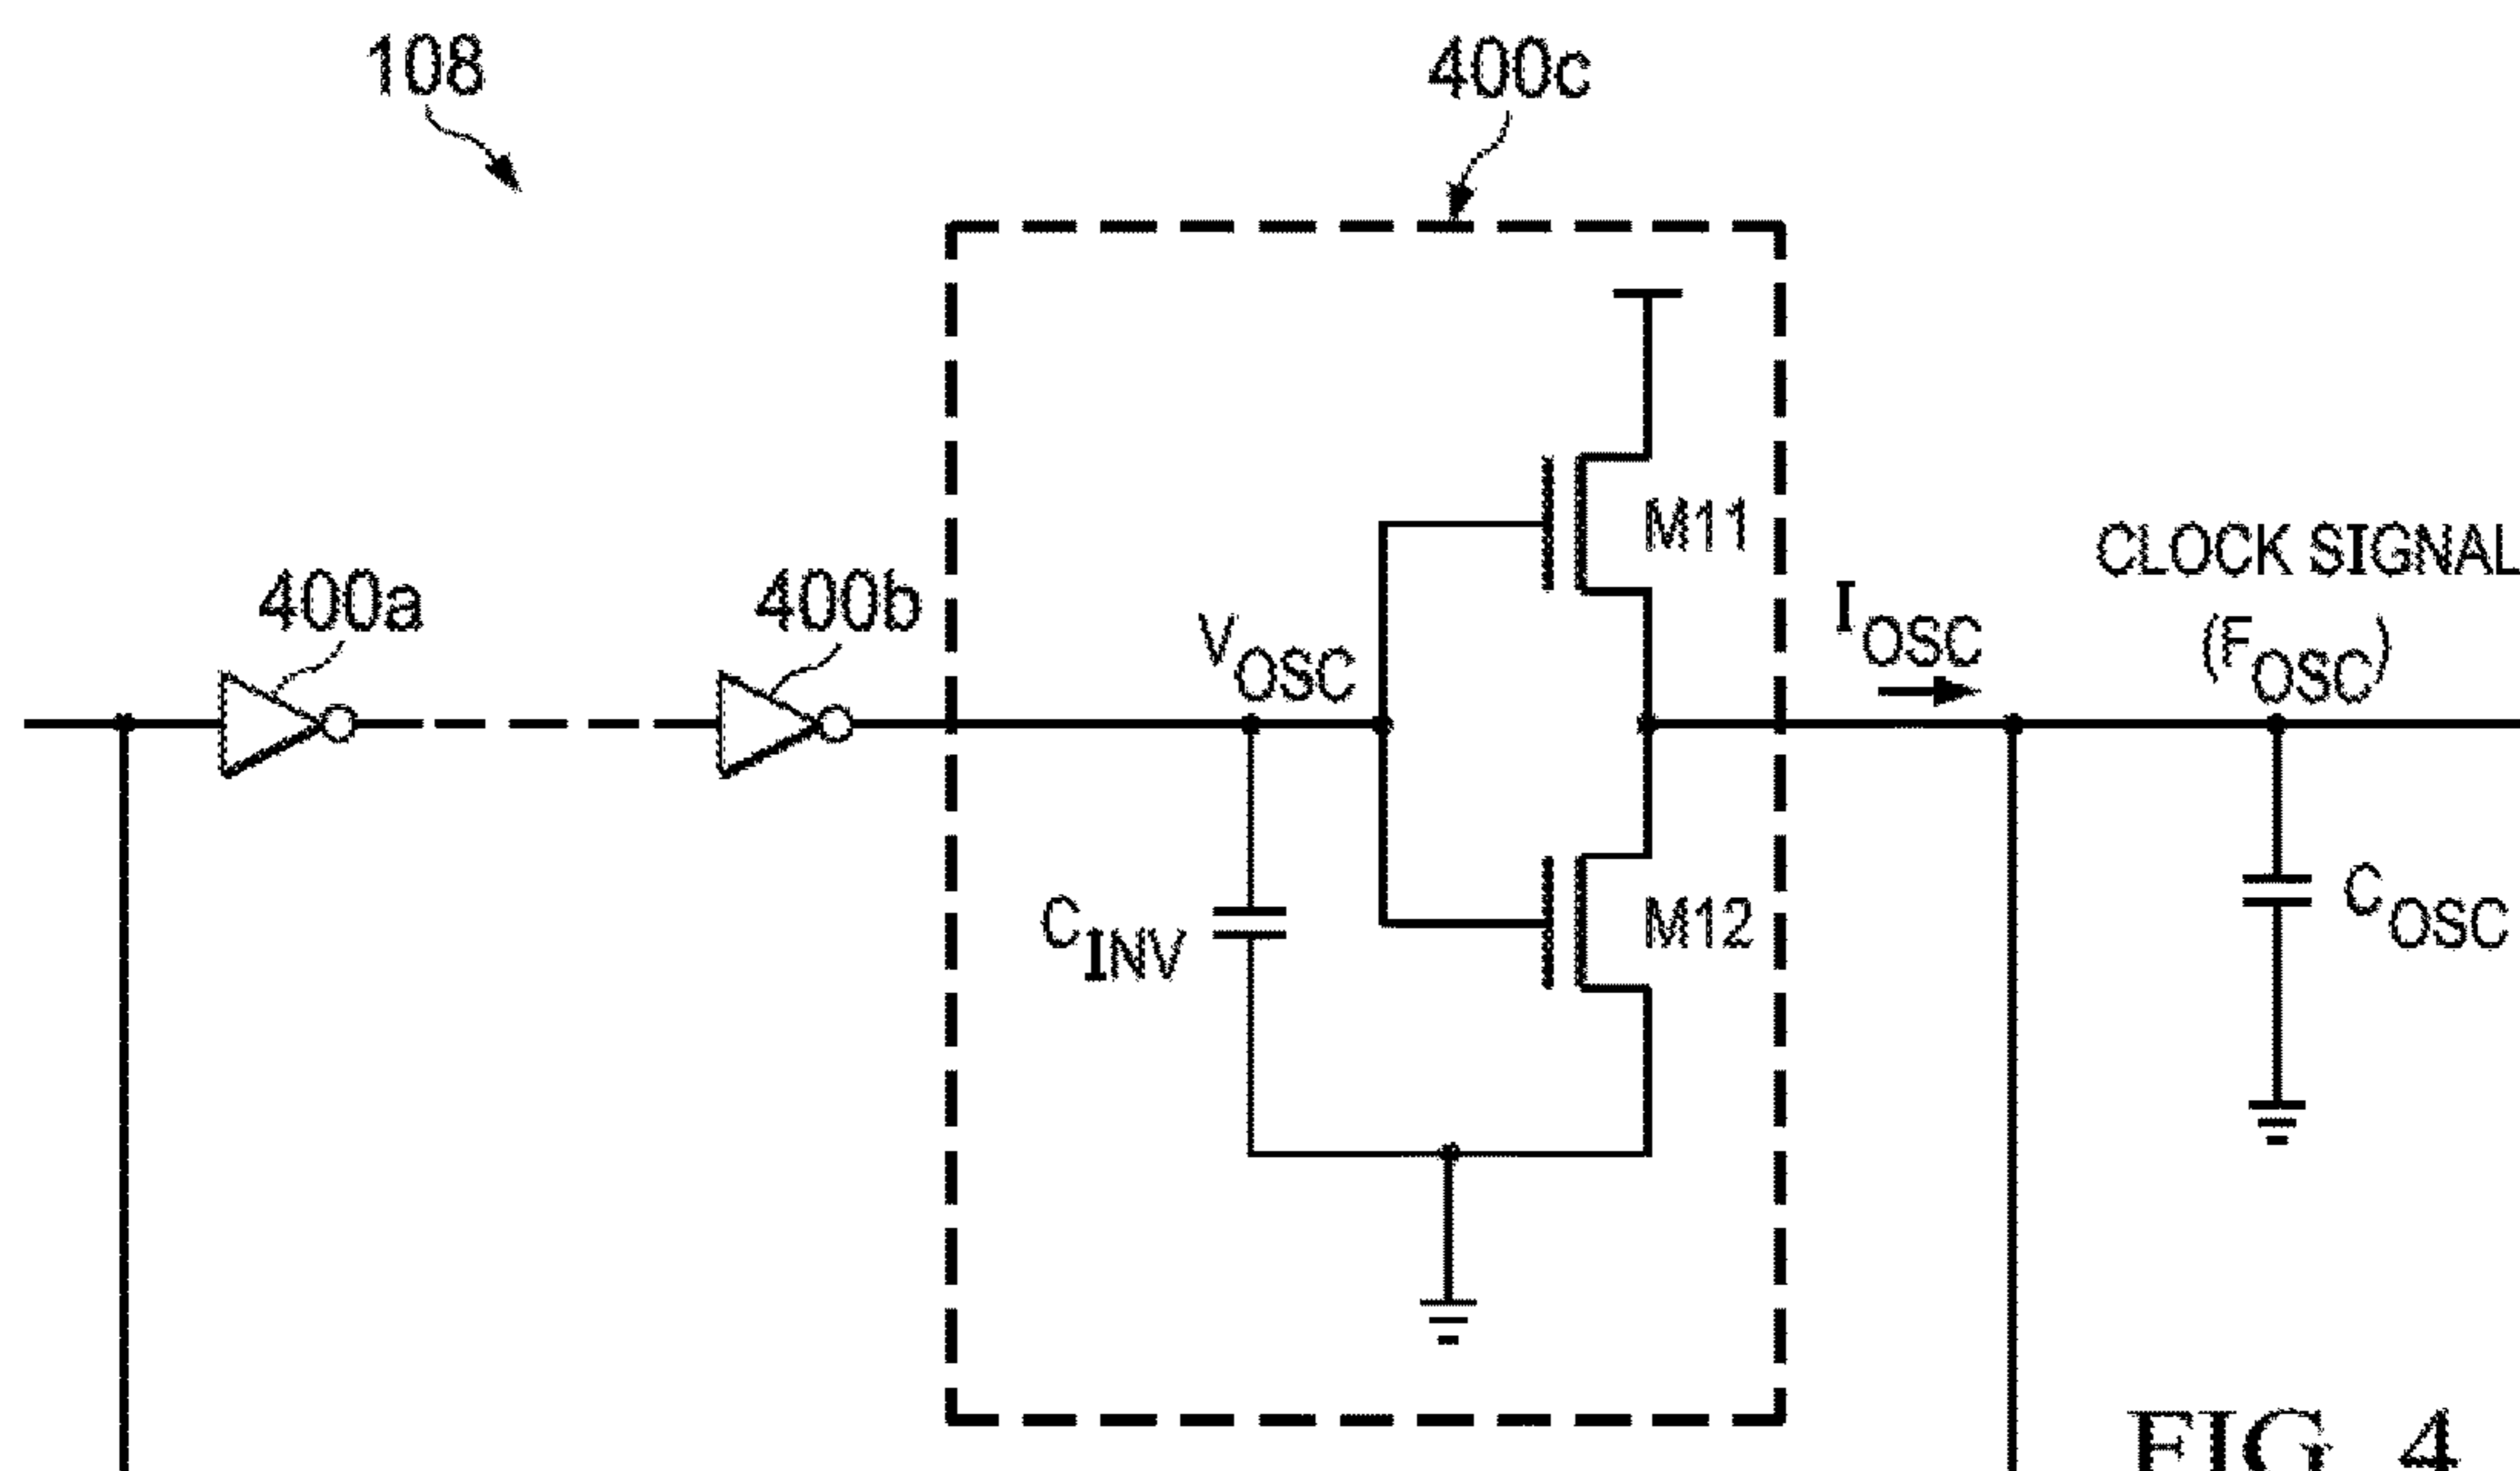 108
400c
400a
400b
VOSC
M11
IOSC
CLOCK SIGNAL
(FOSC)
CINV
M12
COSC
FIG. 4